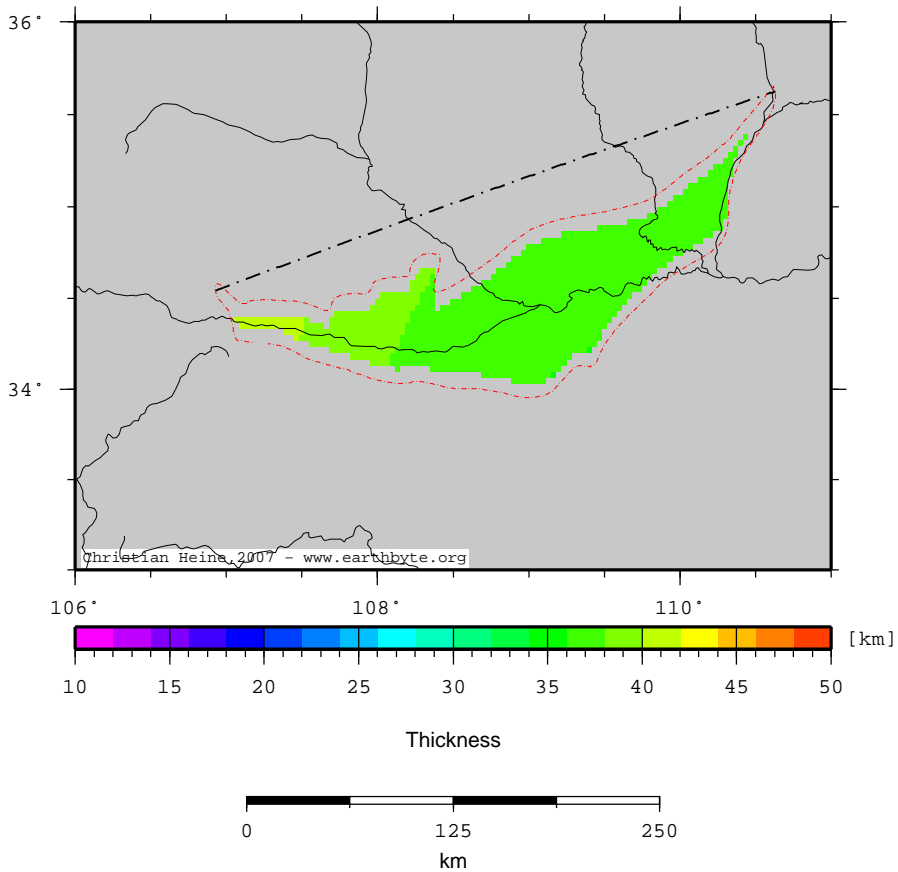 36°
34°
Christian Heine,2007 - www.earthbyte.org
106° 108° 110°
[km]
10 15 20 25 30 35 40 45 50
Thickness
0 125 250
km